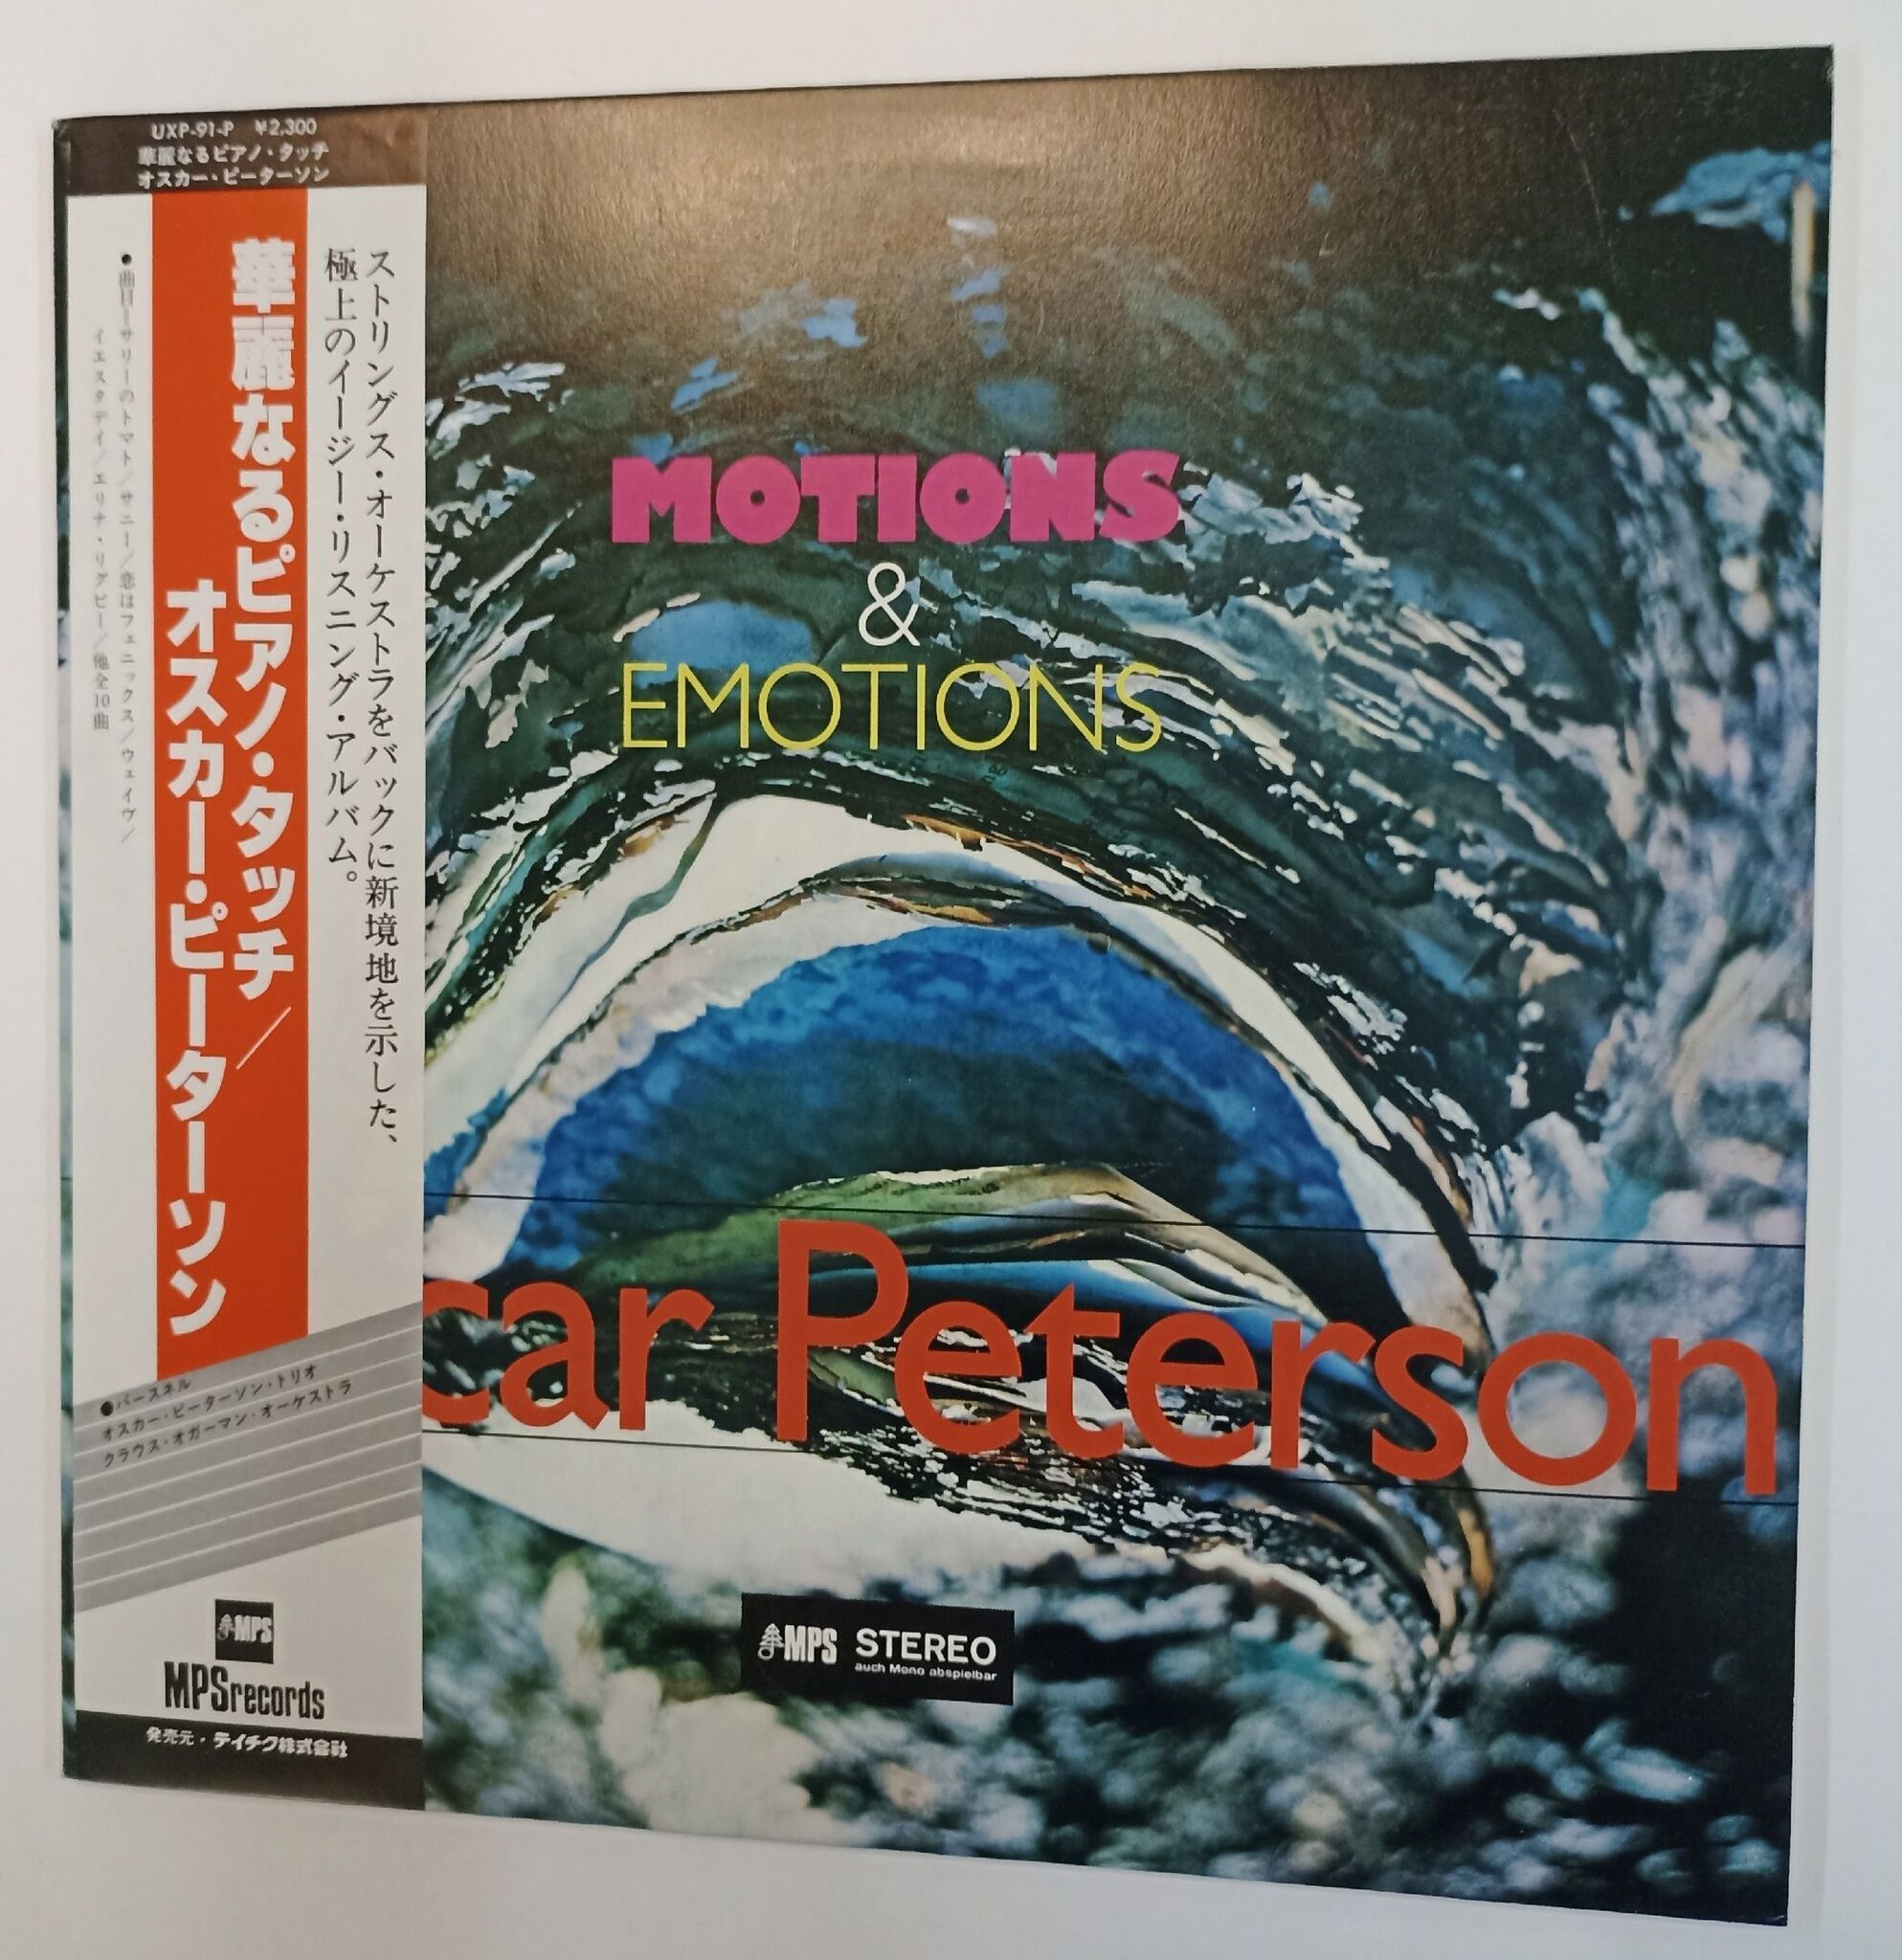 UXP-91-P ¥2,300
華麗なるピアノ・タッチ
オスカー・ピーターソン
ストリングス・オーケストラをバックに新境地を示した、
極上のイージー・リスニング・アルバム。
華麗なるピアノ・タッチ／
オスカー・ピーターソン
●曲目＝サリーのトマト／サニー／恋はフェニックス／ウェイヴ／
イエスタデイ／エリナ・リグビー／他全10曲
●パースネル
オスカー・ピーターソン・トリオ
クラウス・オガーマン・オーケストラ
MPS
MPSrecords
発売元・テイチク株式会社
MOTIONS
&
EMOTIONS
car Peterson
MPS STEREO
auch Mono abspielbar